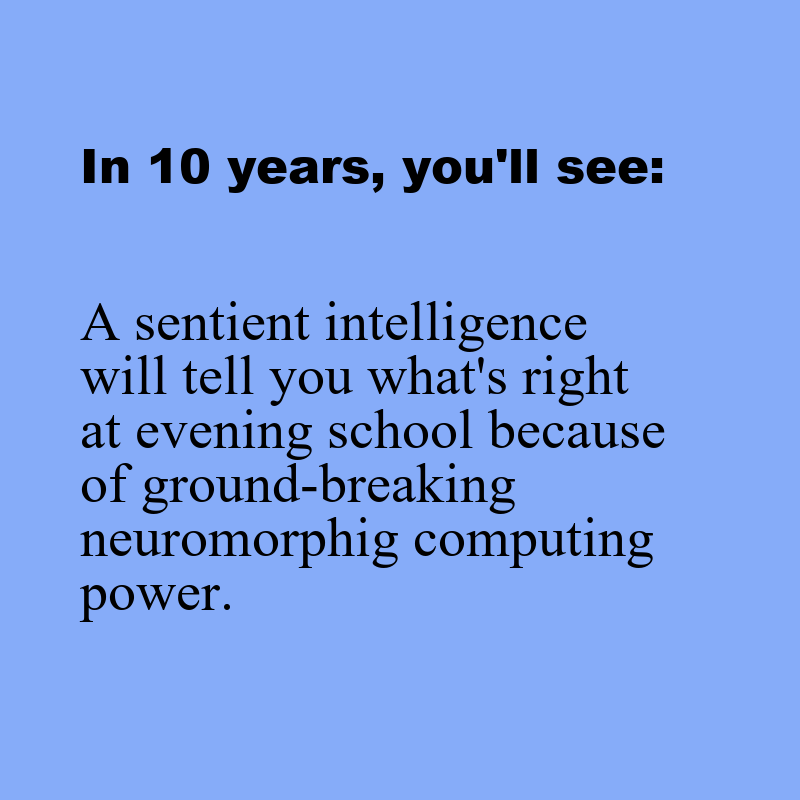 In 10 years, you'll see:
A sentient intelligence
will tell you what's right
at evening school because
of ground-breaking
neuromorphig computing
power.